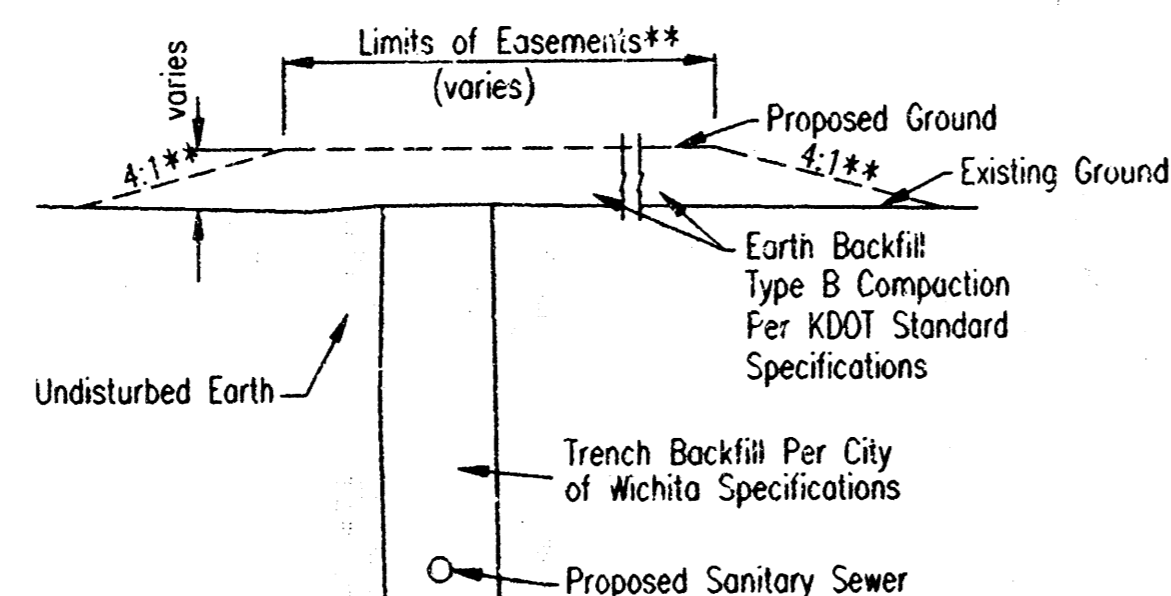 Limits of Easements**
(varies)
varies
4:1**
Proposed Ground
4:1**
Existing Ground
Earth Backfill
Type B Compaction
Per KDOT Standard
Specifications
Undisturbed Earth
Trench Backfill Per City
of Wichita Specifications
Proposed Sanitary Sewer